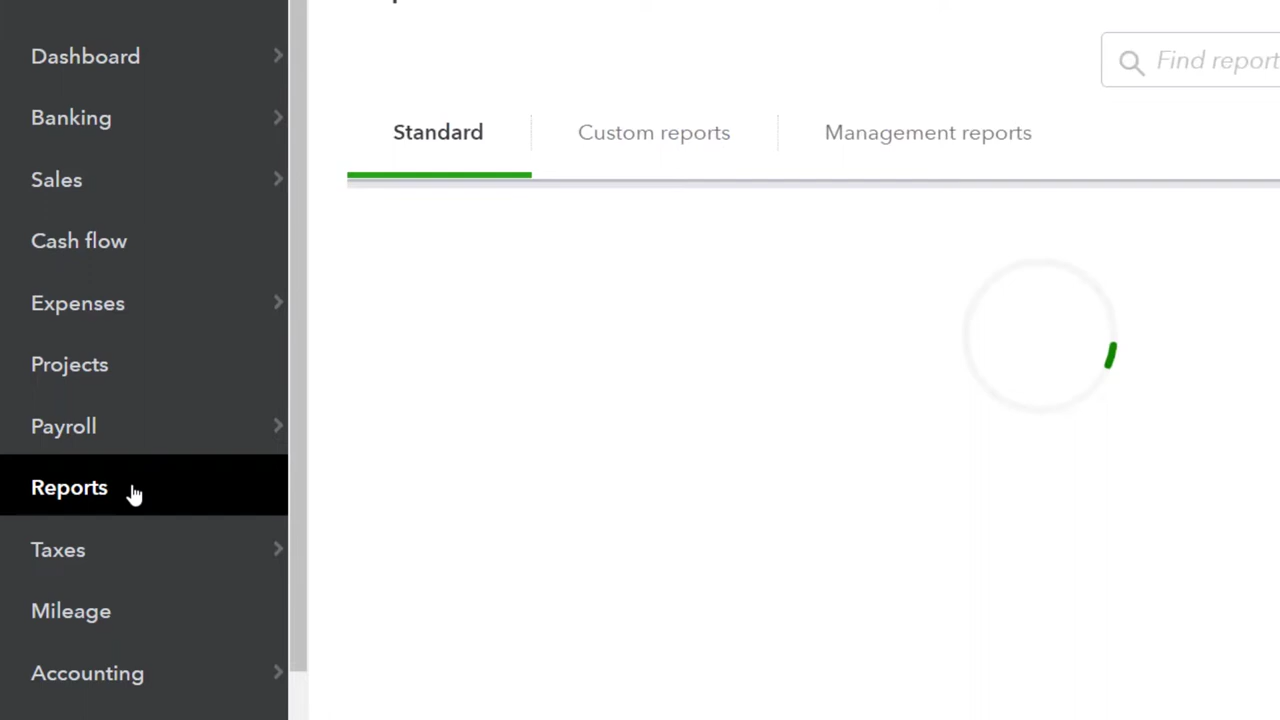 Dashboard
Banking
Sales
Cash flow
Expenses
Projects
Payroll
Reports
Taxes
Mileage
Accounting
Find report
Standard
Custom reports
Management reports